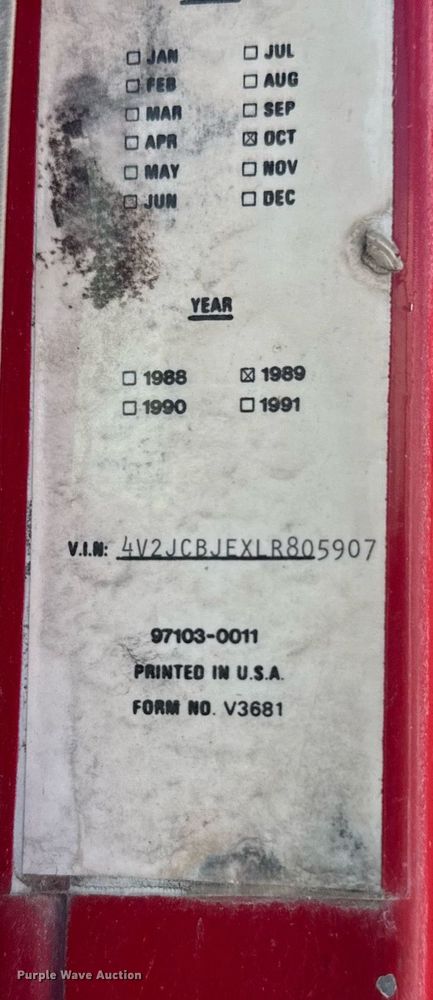 ☐ JAN ☐ JUL
☐ FEB ☐ AUG
☐ MAR ☐ SEP
☐ APR ☒ OCT
☐ MAY ☐ NOV
☐ JUN ☐ DEC
YEAR
☐ 1988 ☒ 1989
☐ 1990 ☐ 1991
V.I.N: 4V2JCBJEXLR805907
97103-0011
PRINTED IN U.S.A.
FORM NO. V3681
Purple Wave Auction